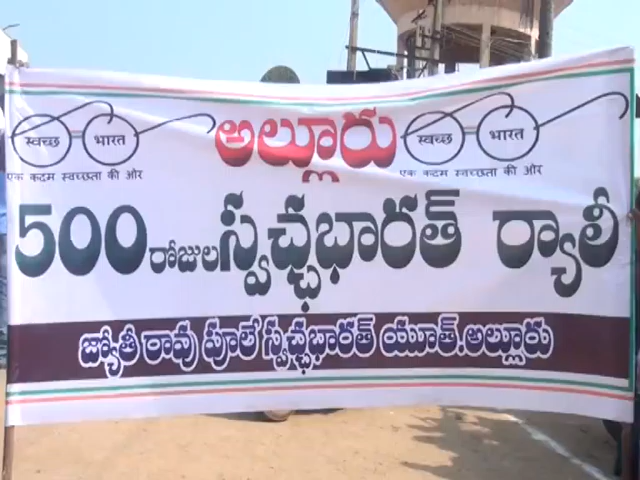 स्वच्छ भारत అల్లూరు स्वच्छ भारत
एक कदम स्वच्छता की ओर एक कदम स्वच्छता की ओर
500 రోజుల స్వచ్ఛభారత్ ర్యాలీ
జ్యోతీ రావు పూలే స్వచ్ఛభారత్ యూత్.అల్లూరు